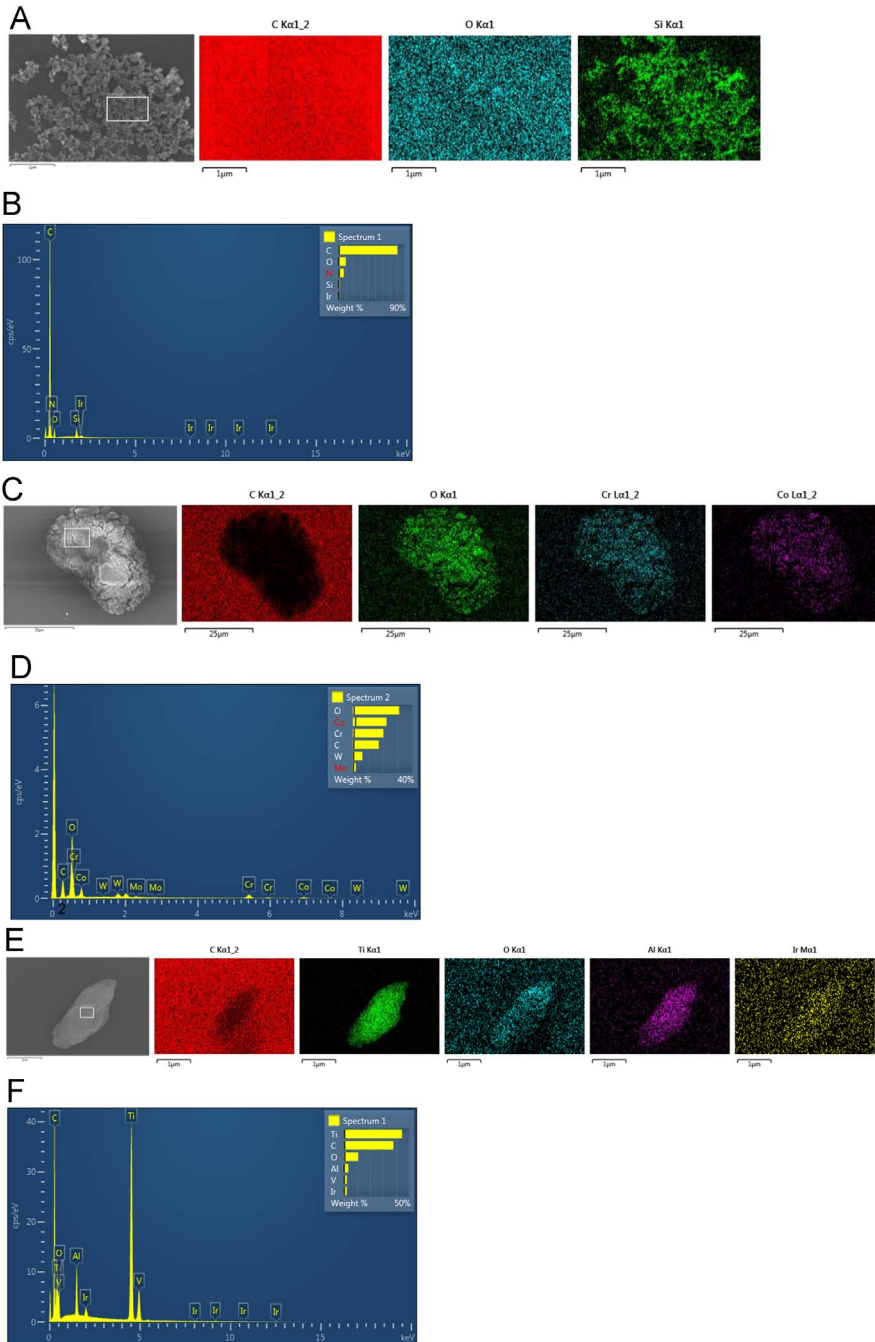 A
C Kα1_2 O Kα1 Si Kα1
1µm 1µm 1µm
B
C
Spectrum 1
C
O
N
Si
Ir
Weight % 90%
100
50
0
cps/eV
N O Si Ir Ir Ir Ir Ir
0 5 10 15 keV
C
C Kα1_2 O Kα1 Cr Lα1_2 Co Lα1_2
25µm 25µm 25µm 25µm
D
Spectrum 2
O
Co
Cr
C
W
Mo
Weight % 40%
6
4
2
0
cps/eV
O
Cr
C Co W W Mo Mo Cr Cr Co Co W W
0 2 4 6 8 keV
2
E
C Kα1_2 Ti Kα1 O Kα1 Al Kα1 Ir Mα1
1µm 1µm 1µm 1µm 1µm
F
C Ti
Spectrum 1
Ti
C
O
Al
V
Ir
Weight % 50%
40
30
20
10
0
cps/eV
O Al
V Ir V Ir Ir Ir Ir
0 5 10 15 keV